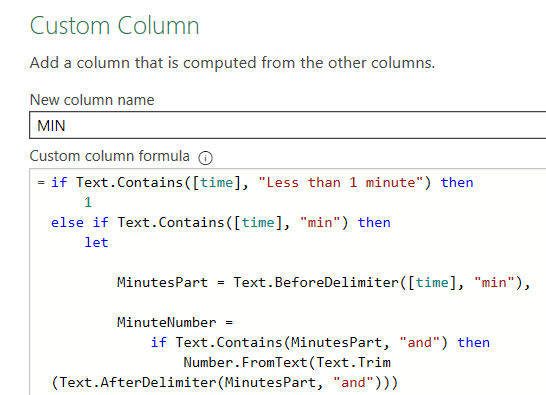 Custom Column
Add a column that is computed from the other columns.
New column name
MIN
Custom column formula
= if Text.Contains([time], "Less than 1 minute") then
1
else if Text.Contains([time], "min") then
let
MinutesPart = Text.BeforeDelimiter([time], "min"),
MinuteNumber =
if Text.Contains(MinutesPart, "and") then
Number.FromText(Text.Trim
(Text.AfterDelimiter(MinutesPart, "and")))